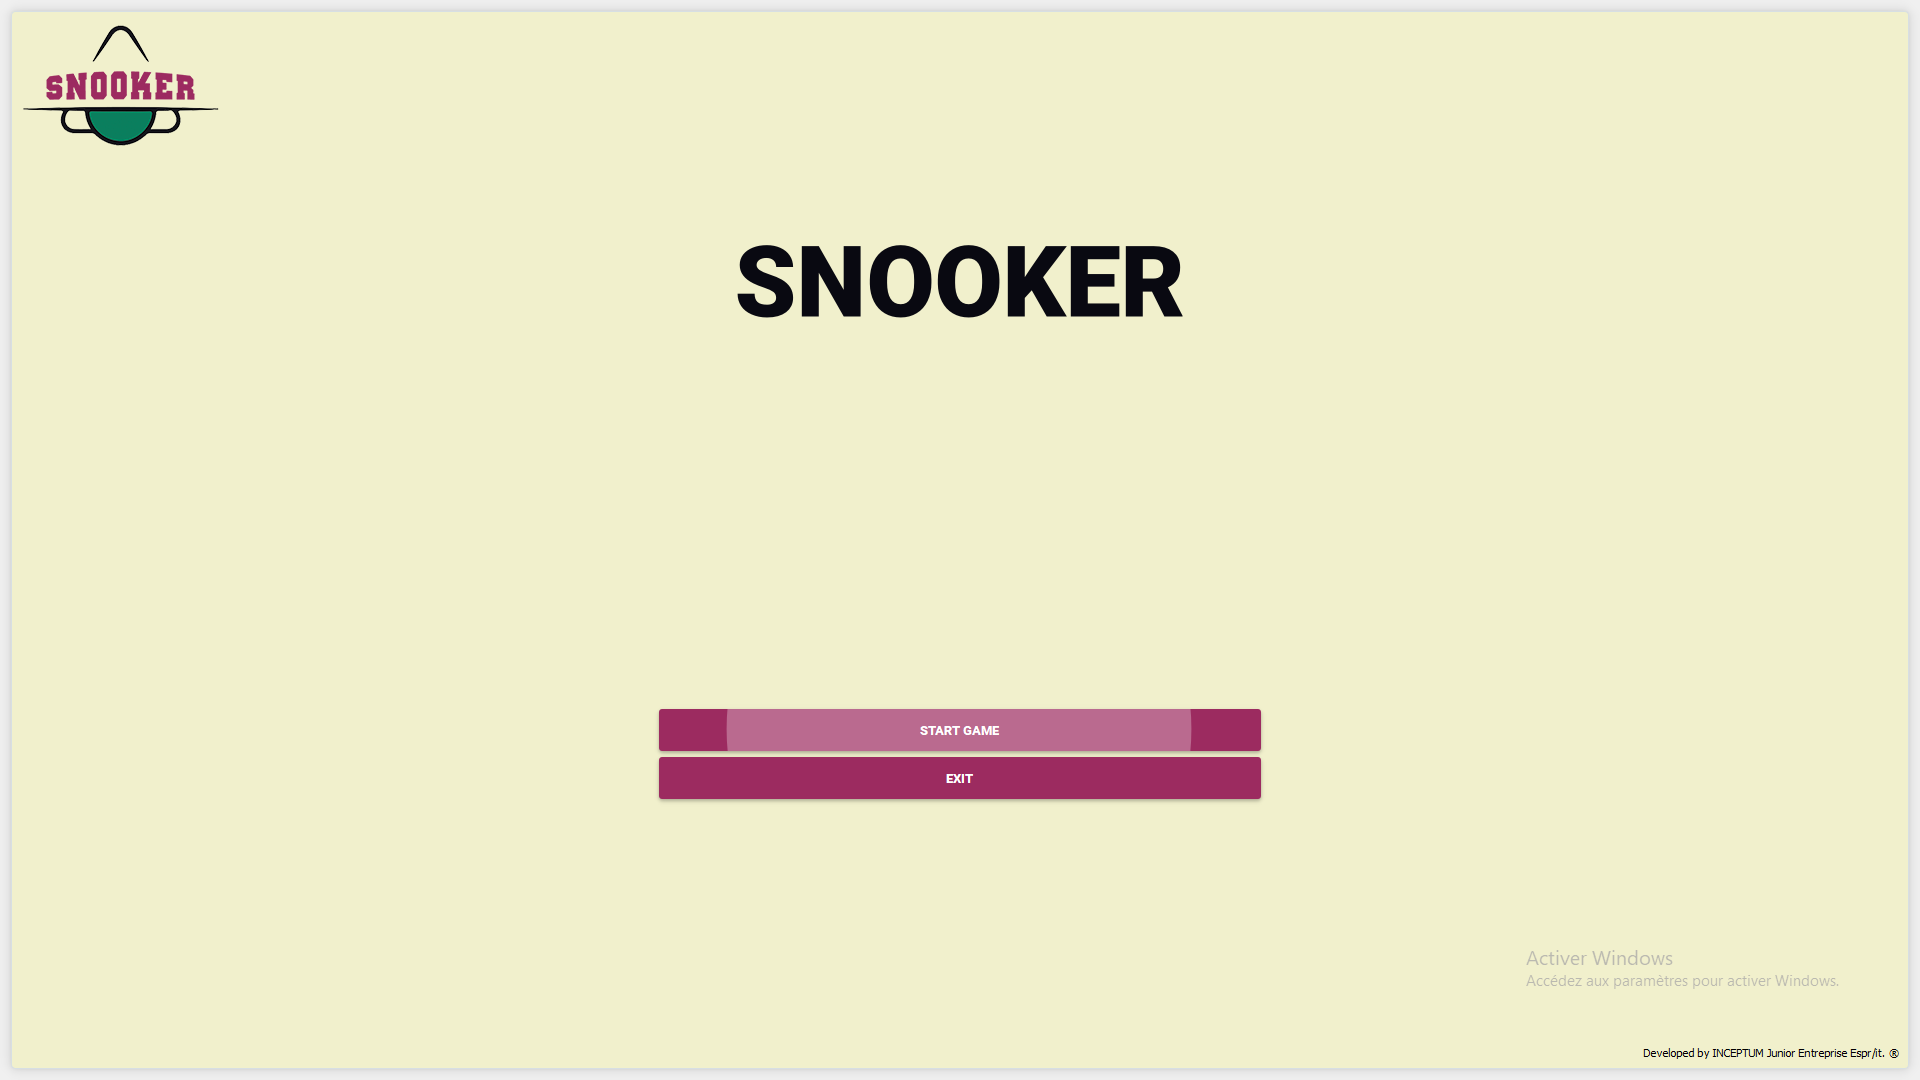 SNOOKER
SNOOKER
START GAME
EXIT
Activer Windows
Accédez aux paramètres pour activer Windows.
Developed by INCEPTUM Junior Entreprise Espr/it. ®